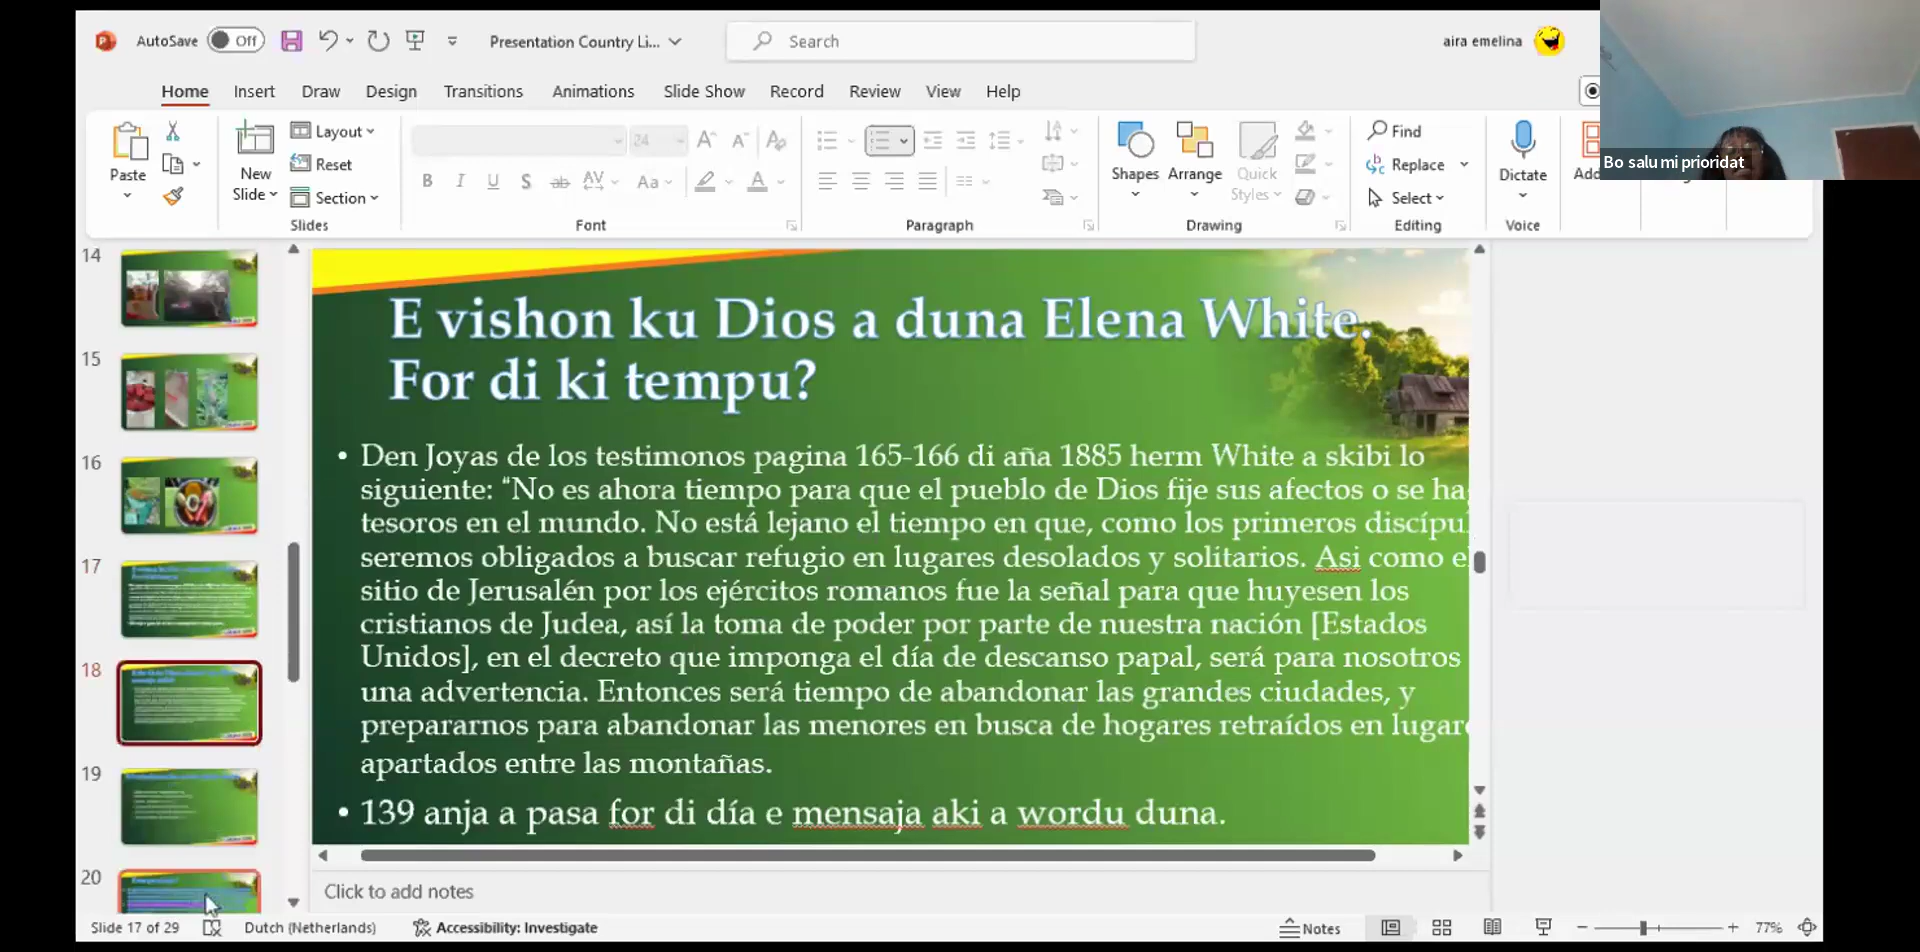 AutoSave Off Presentation Country Li... Search aira emelina
Home Insert Draw Design Transitions Animations Slide Show Record Review View Help
Paste New Slide Layout Reset Section 24 Aa Shapes Arrange Quick Styles Find Replace Select Dictate
Slides Font Paragraph Drawing Editing Voice
Bo salu mi prioridat
14
15
16
17
18
19
20
E vishon ku Dios a duna Elena White.
For di ki tempu?
• Den Joyas de los testimonos pagina 165-166 di aña 1885 herm White a skibi lo
siguiente: “No es ahora tiempo para que el pueblo de Dios fije sus afectos o se ha
tesoros en el mundo. No está lejano el tiempo en que, como los primeros discípu
seremos obligados a buscar refugio en lugares desolados y solitarios. Asi como el
sitio de Jerusalén por los ejércitos romanos fue la señal para que huyesen los
cristianos de Judea, así la toma de poder por parte de nuestra nación [Estados
Unidos], en el decreto que imponga el día de descanso papal, será para nosotros
una advertencia. Entonces será tiempo de abandonar las grandes ciudades, y
prepararnos para abandonar las menores en busca de hogares retraídos en lugar
apartados entre las montañas.
• 139 anja a pasa for di día e mensaja aki a wordu duna.
Click to add notes
Slide 17 of 29 Dutch (Netherlands) Accessibility: Investigate Notes 77%